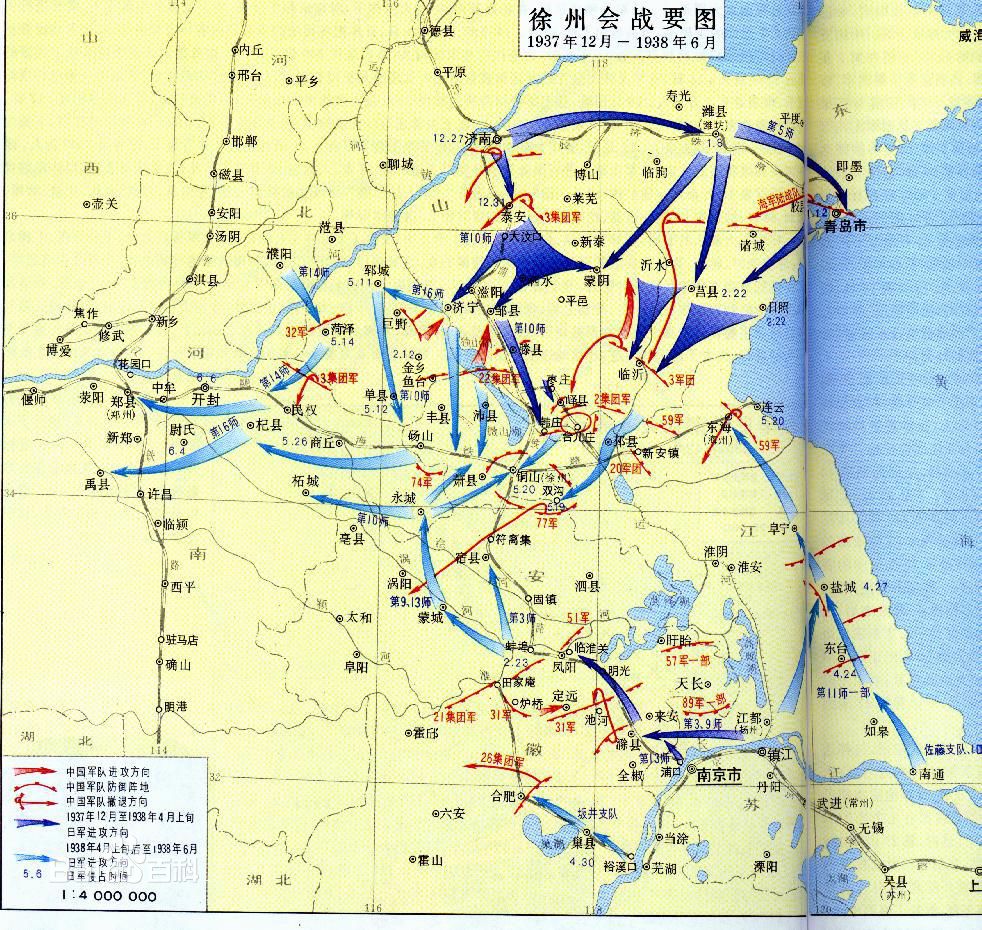 徐州会战要图
1937年12月－1938年6月
114
116
118
威海
德县
内丘
山
河
邢台
平乡
平原
寿光
潍县
(潍坊)
1.8
平度
第5师
东
12.27
济南
邯郸
聊城
博山
临朐
即墨
西
磁县
黄
壶关
12.31
泰安
莱芜
3集团军
海军陆战队
胶
1.12
青岛市
36
安阳
北
山
汤阴
范县
第10师
大汶口
新泰
诸城
濮阳
第14师
郓城
5.11
第16师
滋阳
泗水
蒙阴
沂水
莒县
2.22
淇县
济宁
邹县
平邑
日照
2.22
焦作
修武
新乡
博爱
32军
菏泽
5.14
巨野
第10师
滕县
河
花园口
2.12
金乡
鱼台
22集团军
枣庄
临沂
3军团
黄
偃师
荥阳
郑县
(郑州)
中牟
6.6
开封
第14师
3集团军
单县
5.12
第10师
峄县
2集团军
民权
丰县
沛县
微山湖
韩庄
台儿庄
59军
连云
5.20
新郑
尉氏
6.4
第16师
杞县
5.26
商丘
砀山
邳县
新安镇
东海
(海州)
59军
禹县
柘城
74军
萧县
铜山(徐州)
5.20
双沟
5.19
20军团
34
许昌
永城
77军
江
阜宁
临颍
第10师
亳县
符离集
宿县
淮阴
淮安
海
南
涡阳
安
西平
第9、13师
蒙城
泗县
盐城
4.27
太和
固镇
第3师
洪泽湖
驻马店
51军
盱眙
东台
4.24
确山
阜阳
蚌埠
2.23
临淮关
凤阳
明光
57军一部
第11师一部
明港
田家庵
定远
天长
89军一部
21集团军
31军
炉桥
31军
池河
来安
江都
(扬州)
如皋
湖北
114
霍邱
徽
滁县
第3、9师
佐藤支队、10
32
26集团军
全椒
第13师
浦口
南京市
镇江
丹阳
南通
江
合肥
坂井支队
苏
武进(常州)
六安
巢湖
巢县
4.30
当涂
无锡
霍山
裕溪口
芜湖
溧阳
太湖
吴县
(苏州)
上
湖北
116
118
120
中国军队进攻方向
中国军队防御阵地
中国军队撤退方向
1937年12月至1938年4月上旬
日军进攻方向
1938年4月上旬后至1938年6月
日军进攻方向
5.6
日军侵占时间
1:4 000 000
百科